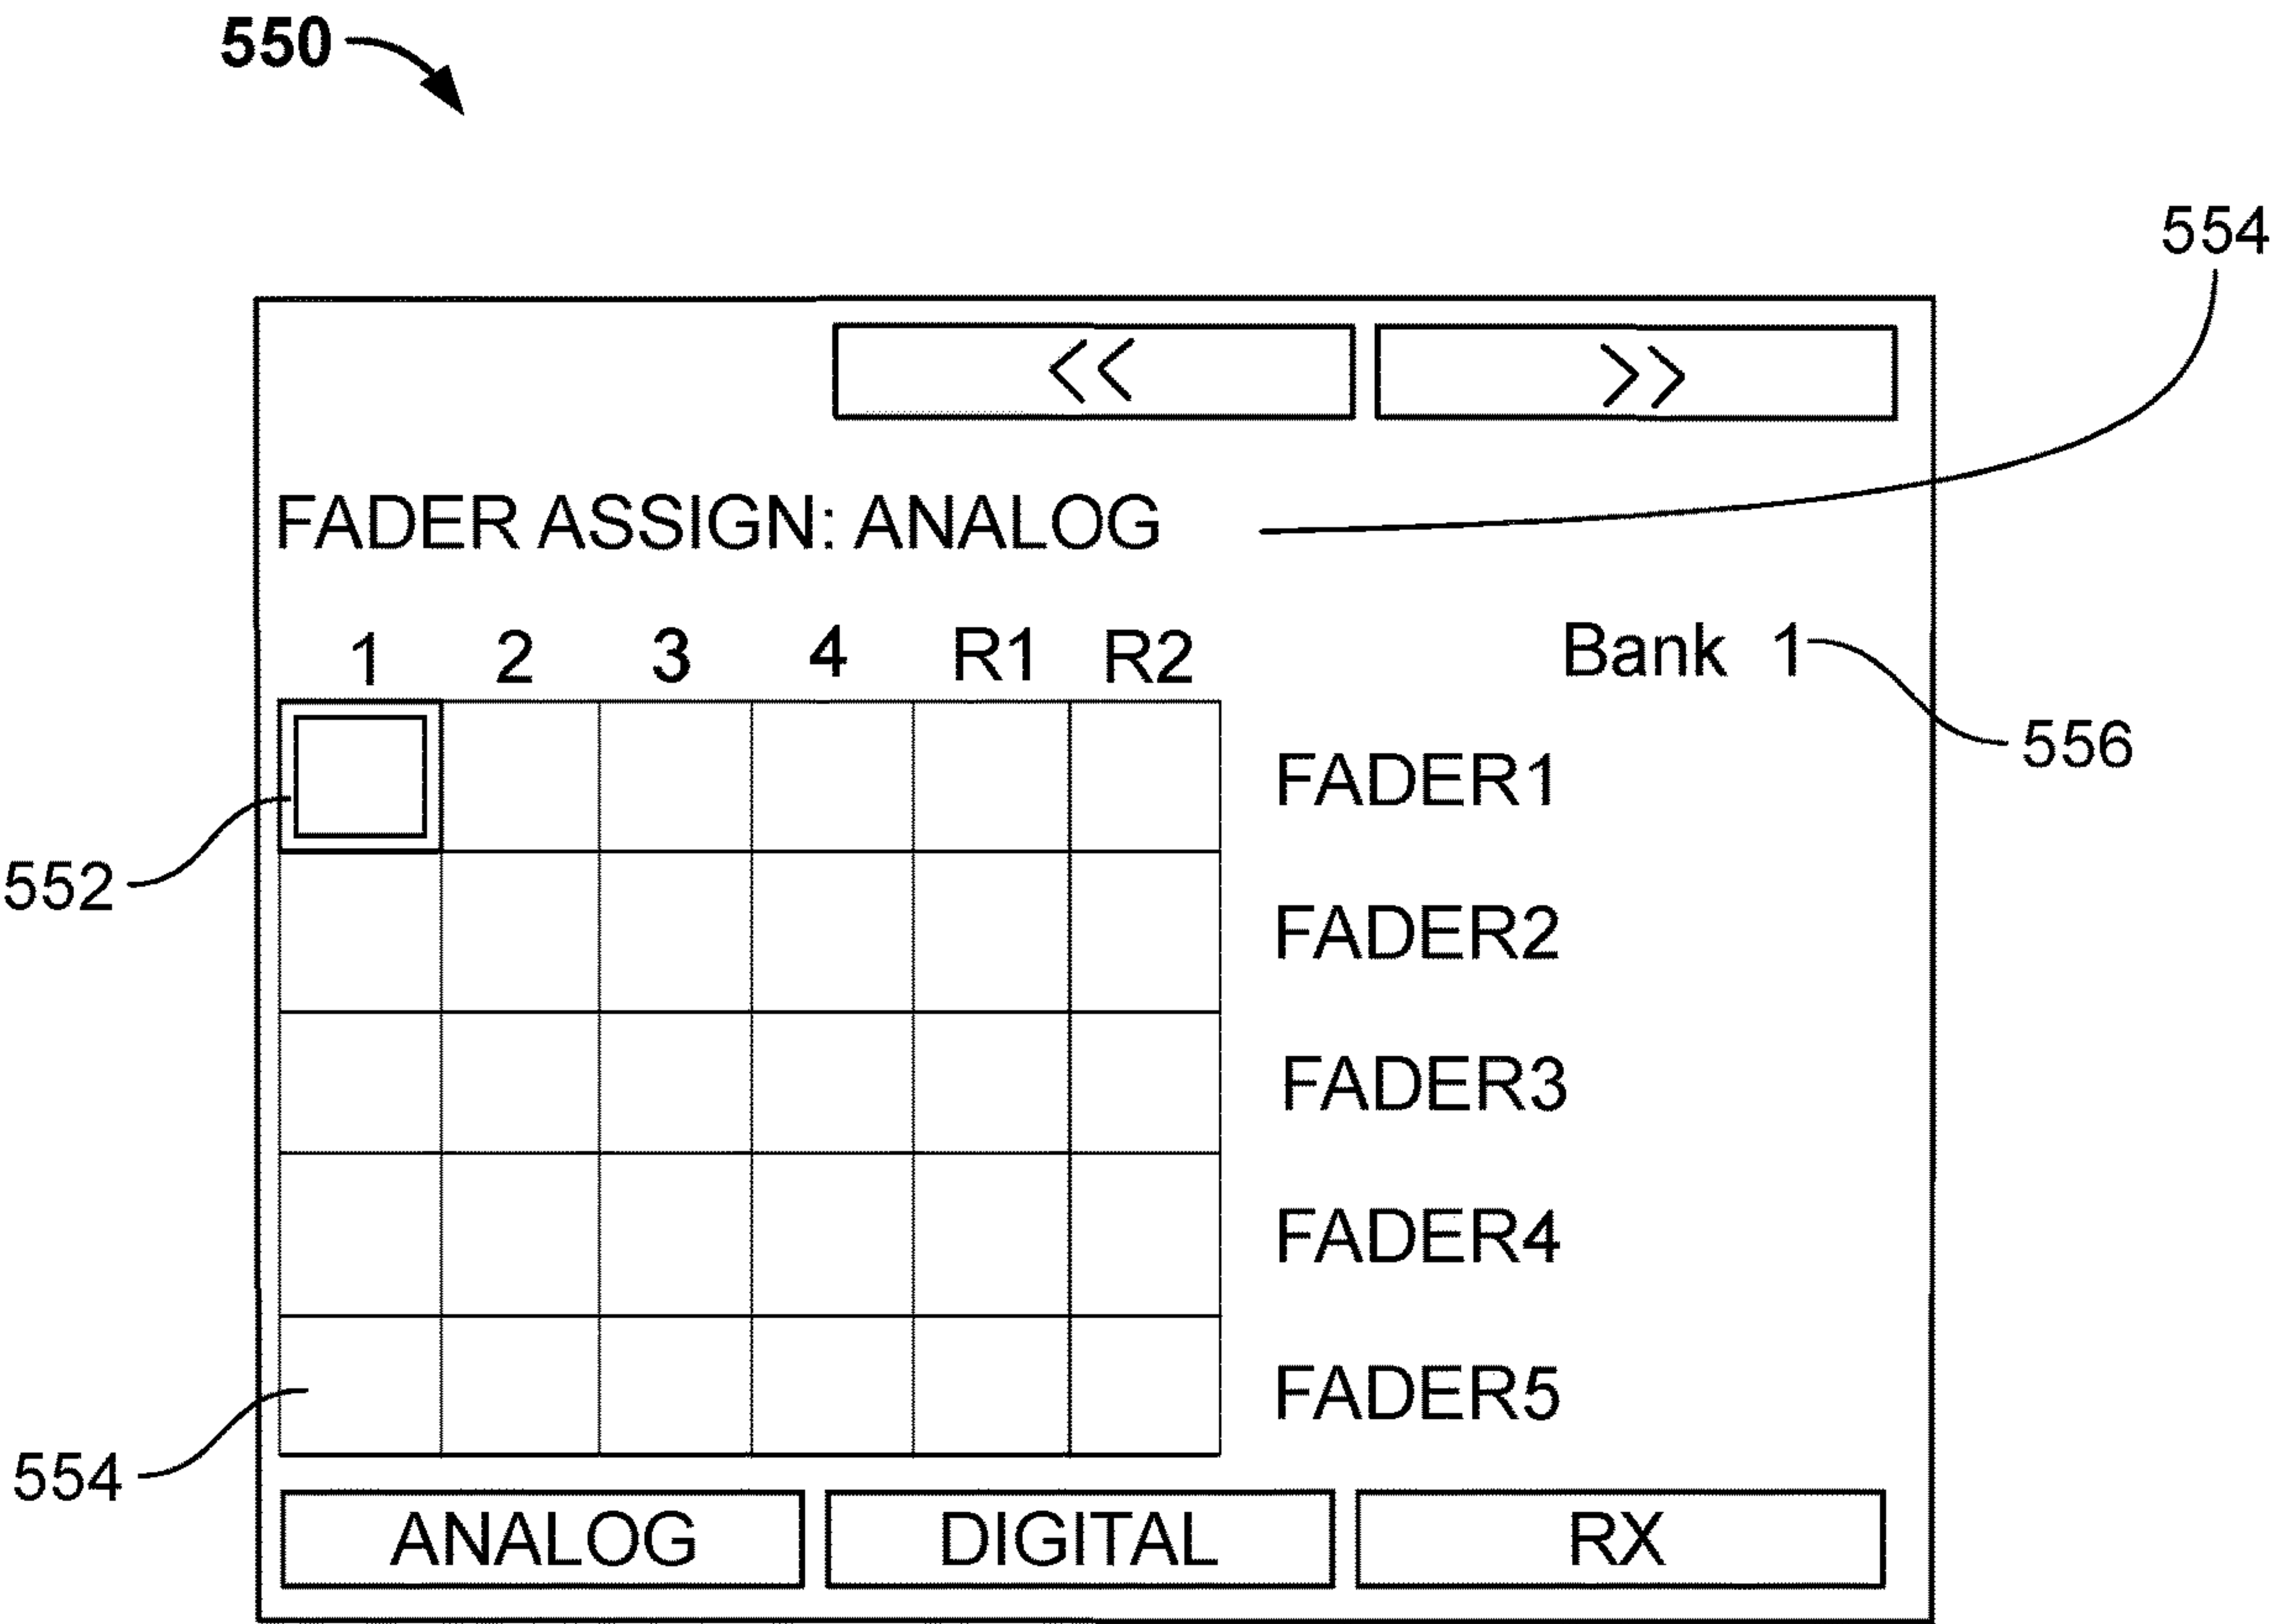 550
554
<< >>
FADER ASSIGN: ANALOG
1 2 3 4 R1 R2 Bank 1
556
FADER1
552
FADER2
FADER3
FADER4
FADER5
554
ANALOG DIGITAL RX